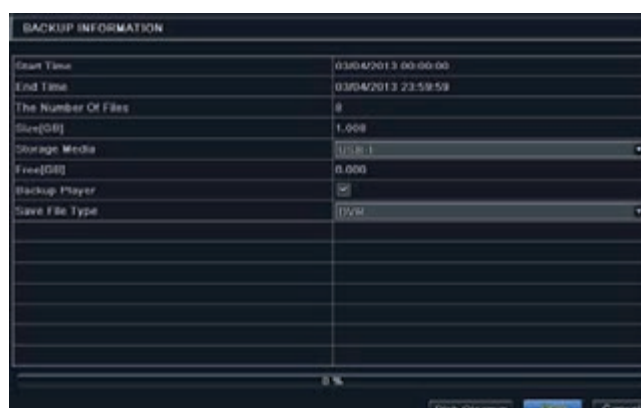 BACKUP INFORMATION
Start Time 03/04/2013 00:00:00
End Time 03/04/2013 23:59:59
The Number Of Files 8
Size[GB] 1.008
Storage Media USB-1
Free[GB] 0.000
Backup Player
Save File Type DVR
0 %